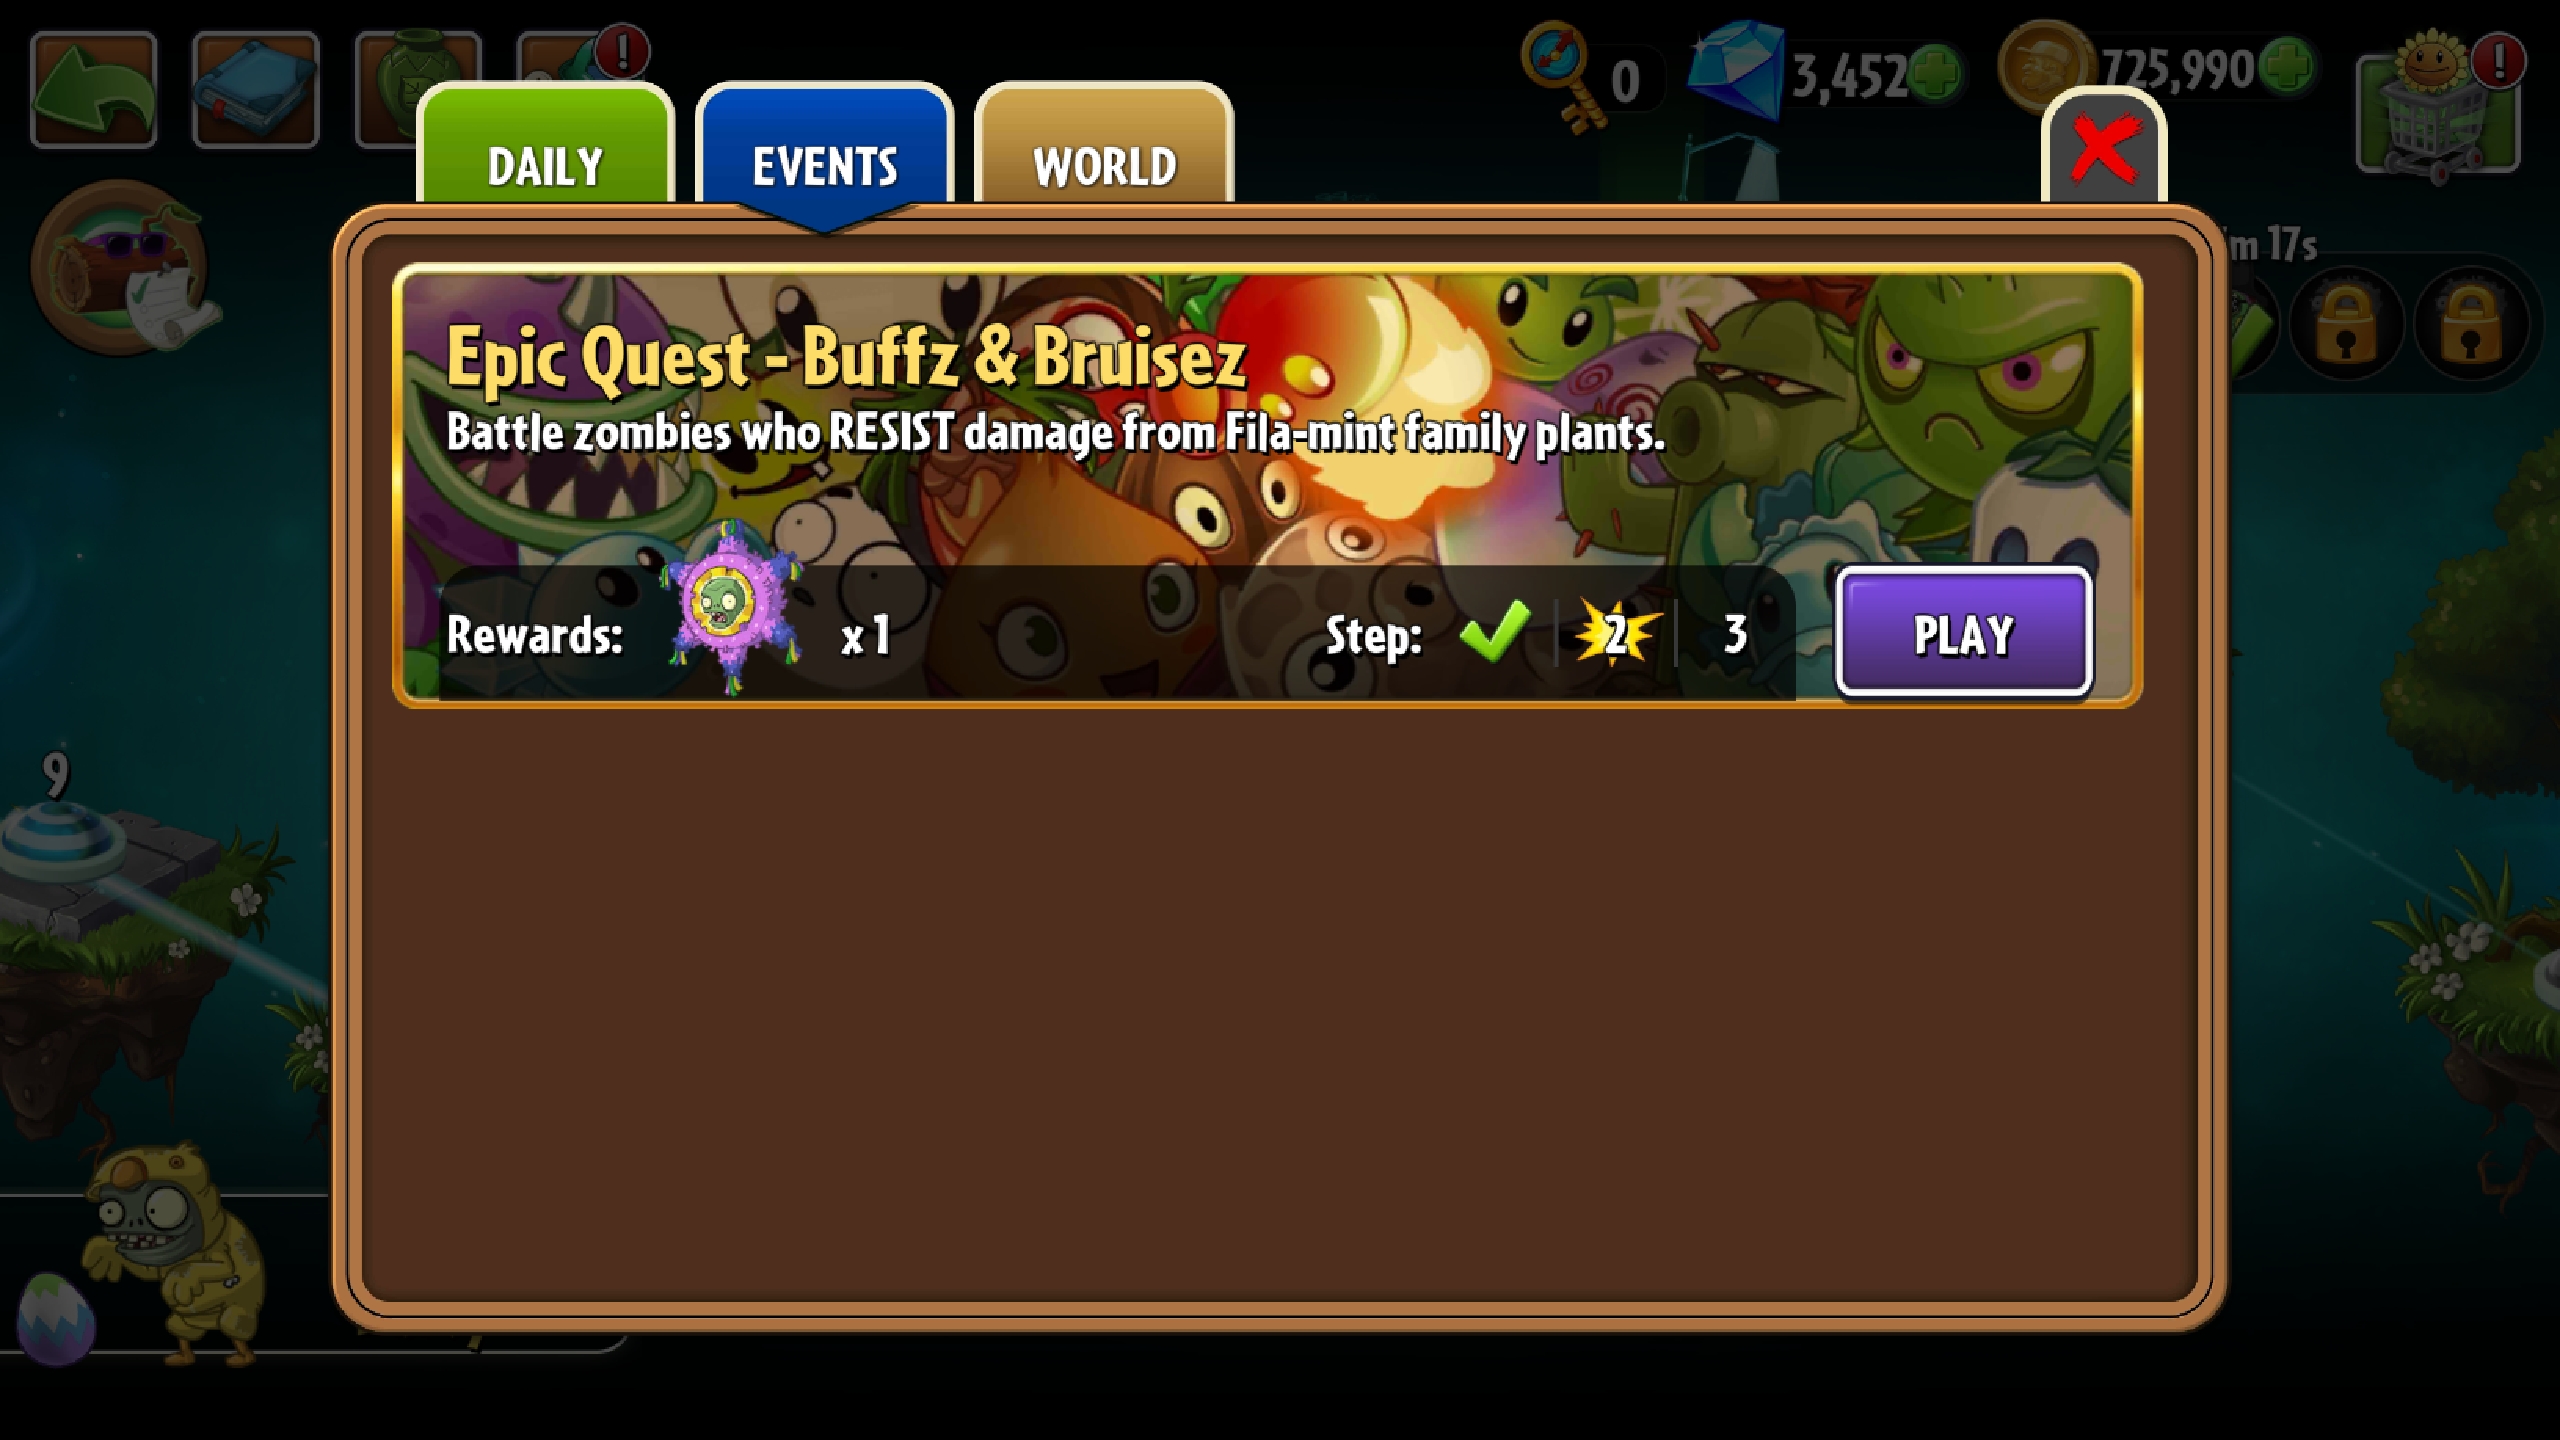 0
3,452
725,990
DAILY
EVENTS
WORLD
m 17s
Epic Quest - Buffz & Bruisez
Battle zombies who RESIST damage from Fila-mint family plants.
Rewards:
x 1
Step:
2
3
PLAY
9